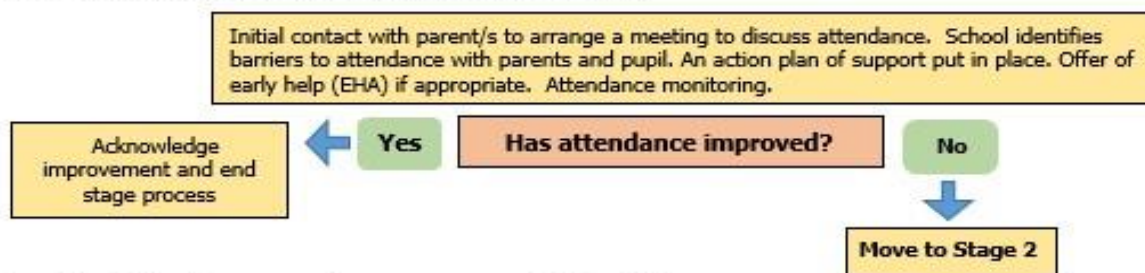 Initial contact with parent/s to arrange a meeting to discuss attendance.  School identifies
barriers to attendance with parents and pupil. An action plan of support put in place. Offer of
early help (EHA) if appropriate.  Attendance monitoring.
Acknowledge
improvement and end
stage process
Yes
Has attendance improved?
No
Move to Stage 2